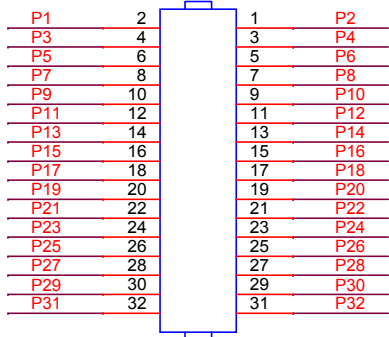 P1 2 1 P2
P3 4 3 P4
P5 6 5 P6
P7 8 7 P8
P9 10 9 P10
P11 12 11 P12
P13 14 13 P14
P15 16 15 P16
P17 18 17 P18
P19 20 19 P20
P21 22 21 P22
P23 24 23 P24
P25 26 25 P26
P27 28 27 P28
P29 30 29 P30
P31 32 31 P32